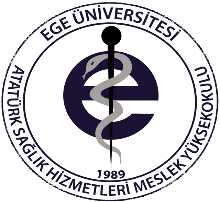 EGE ÜNİVERSİTESİ
ATATÜRK SAĞLIK HİZMETLERİ MESLEK YÜKSEKOKULU
e
1989